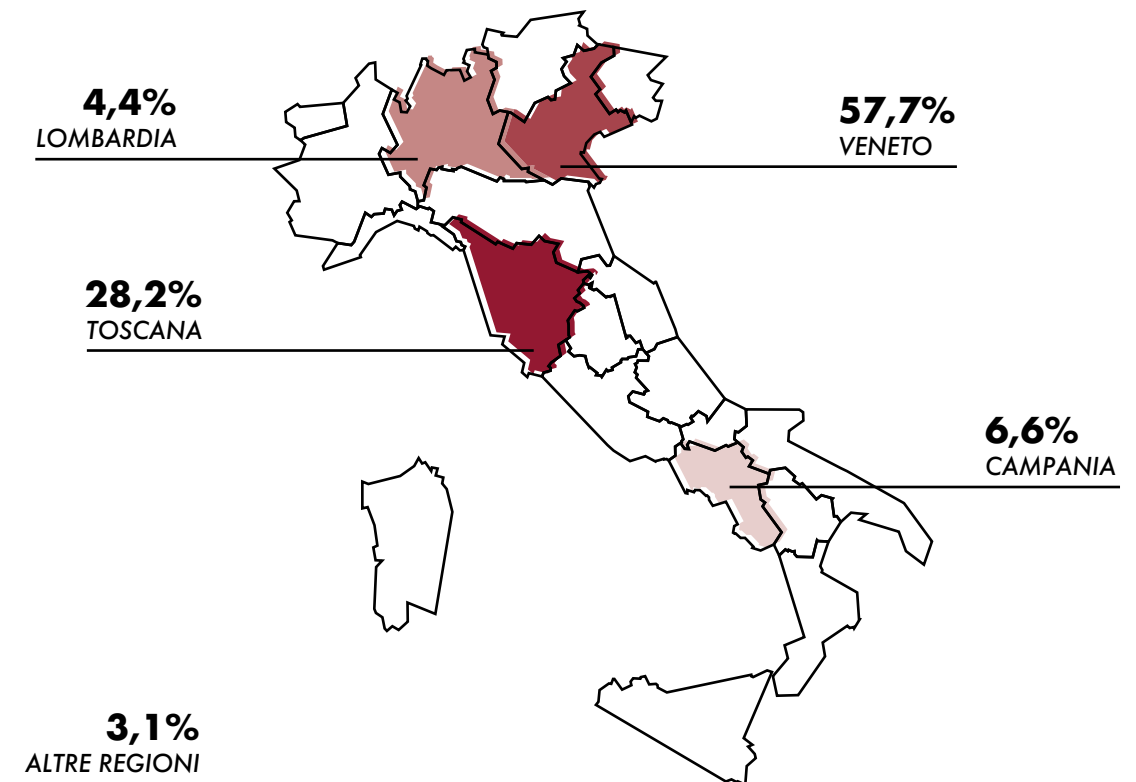 4,4%
LOMBARDIA
57,7%
VENETO
28,2%
TOSCANA
6,6%
CAMPANIA
3,1%
ALTRE REGIONI